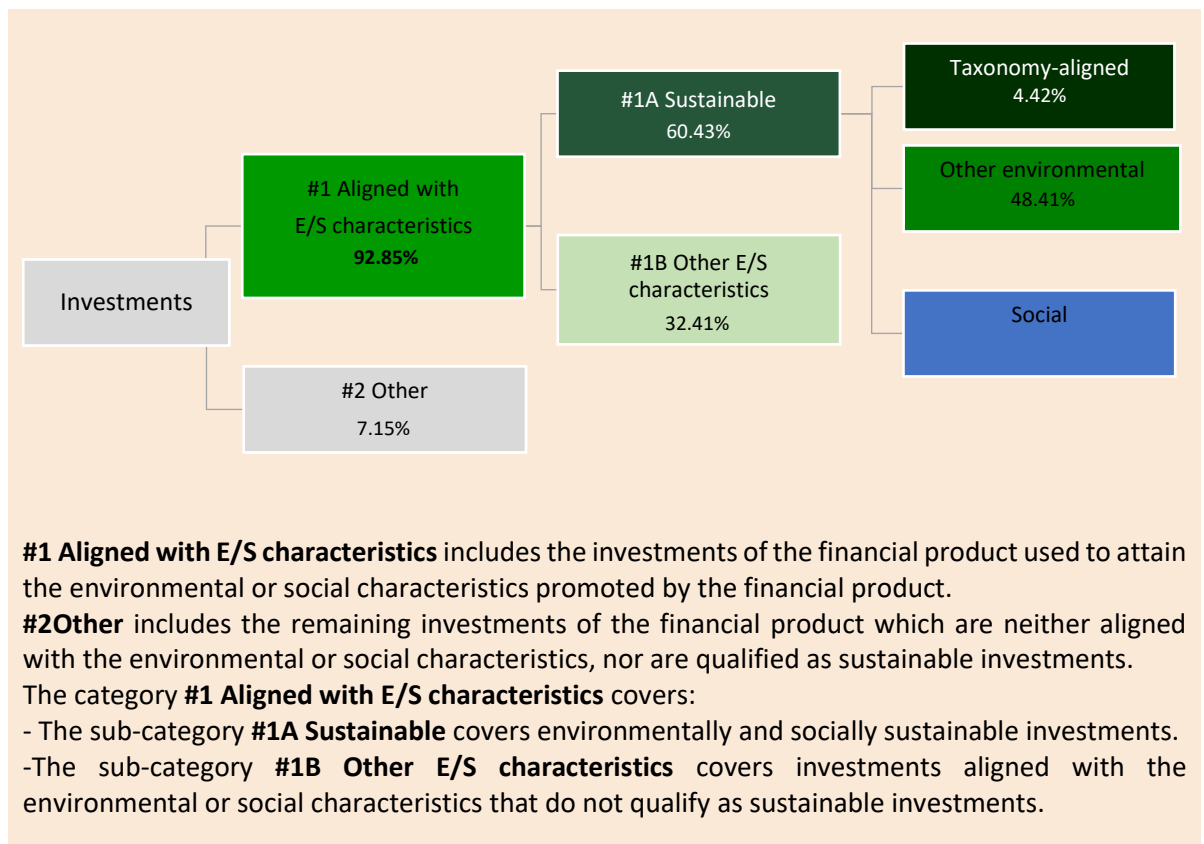 Investments
#1 Aligned with
E/S characteristics
92.85%
#2 Other
7.15%
#1A Sustainable
60.43%
#1B Other E/S
characteristics
32.41%
Taxonomy-aligned
4.42%
Other environmental
48.41%
Social
#1 Aligned with E/S characteristics includes the investments of the financial product used to attain
the environmental or social characteristics promoted by the financial product.
#2Other includes the remaining investments of the financial product which are neither aligned
with the environmental or social characteristics, nor are qualified as sustainable investments.
The category #1 Aligned with E/S characteristics covers:
- The sub-category #1A Sustainable covers environmentally and socially sustainable investments.
-The sub-category #1B Other E/S characteristics covers investments aligned with the
environmental or social characteristics that do not qualify as sustainable investments.